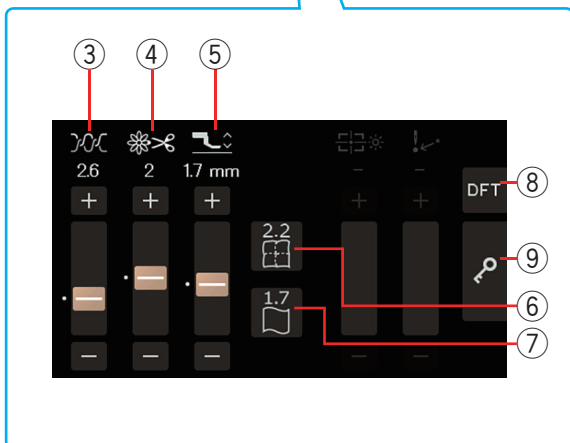 ③ ④ ⑤
2.6 2 1.7 mm – –
+ + + + +
DFT ⑧
2.2
⑨
⑥
1.7
⑦
– – – – –